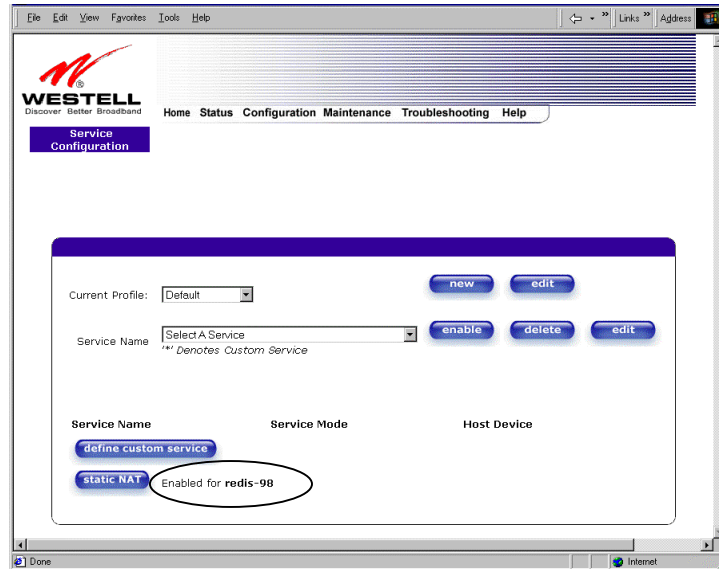 File Edit View Favorites Tools Help
Links Address
WESTELL
Discover Better Broadband
Home Status Configuration Maintenance Troubleshooting Help
Service
Configuration
Current Profile: Default new edit
Service Name Select A Service enable delete edit
'*' Denotes Custom Service
Service Name Service Mode Host Device
define custom service
static NAT Enabled for redis-98
Done Internet